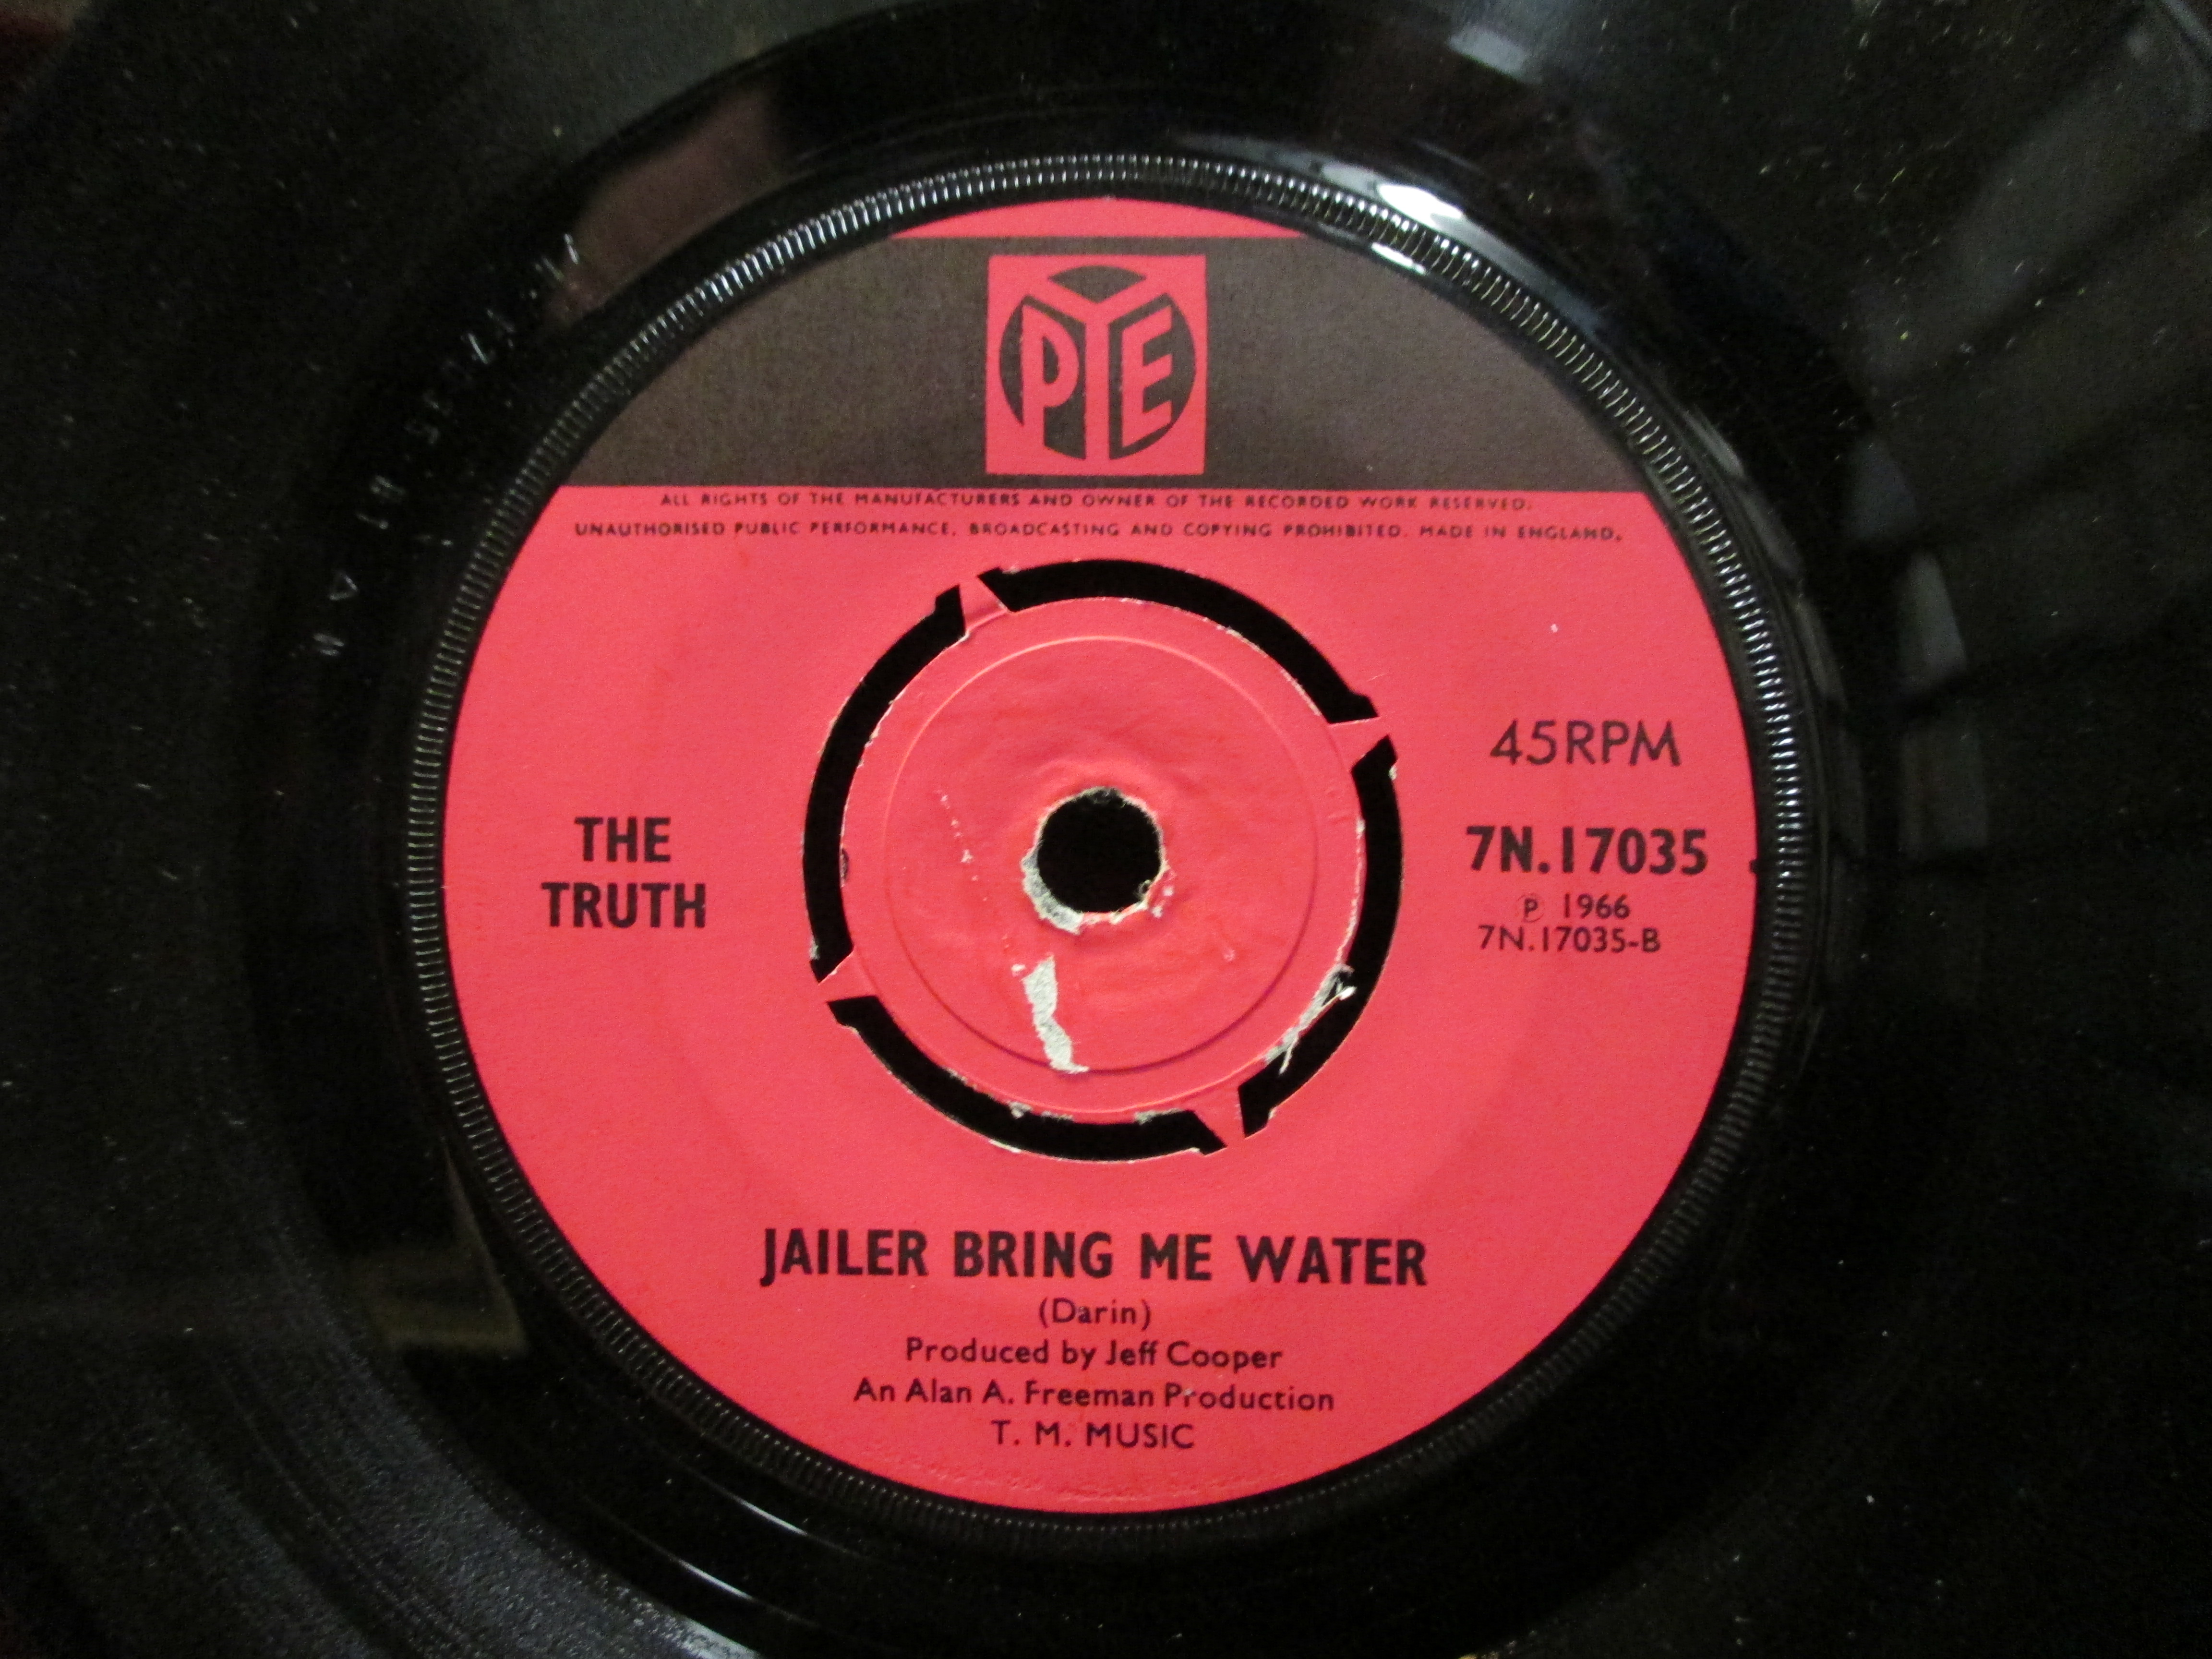 PYE
ALL RIGHTS OF THE MANUFACTURERS AND OWNER OF THE RECORDED WORK RESERVED.
UNAUTHORISED PUBLIC PERFORMANCE, BROADCASTING AND COPYING PROHIBITED. MADE IN ENGLAND.
45RPM
THE
TRUTH
7N.17035
Ⓟ 1966
7N.17035-B
JAILER BRING ME WATER
(Darin)
Produced by Jeff Cooper
An Alan A. Freeman Production
T. M. MUSIC